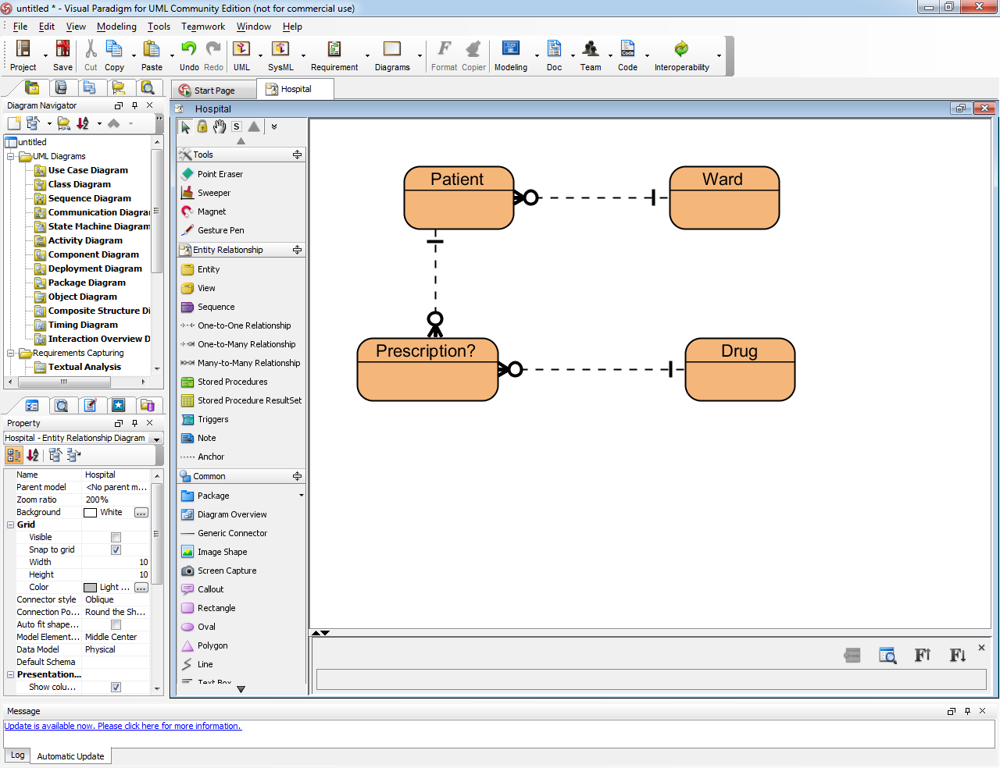 untitled * - Visual Paradigm for UML Community Edition (not for commercial use)
File Edit View Modeling Tools Teamwork Window Help
Project Save Cut Copy Paste Undo Redo UML SysML Requirement Diagrams Format Copier Modeling Doc Team Code Interoperability
Start Page Hospital
Diagram Navigator
Hospital
untitled
UML Diagrams
Use Case Diagram
Class Diagram
Sequence Diagram
Communication Diagrar
State Machine Diagram
Activity Diagram
Component Diagram
Deployment Diagram
Package Diagram
Object Diagram
Composite Structure Di
Timing Diagram
Interaction Overview D
Requirements Capturing
Textual Analysis
Property
Hospital - Entity Relationship Diagram
Name Hospital
Parent model <No parent m...
Zoom ratio 200%
Background White ...
Grid
Visible
Snap to grid
Width 10
Height 10
Color Light ... ...
Connector style Oblique
Connection Po... Round the Sh...
Auto fit shape...
Model Element... Middle Center
Data Model Physical
Default Schema
Presentation...
Show colu...
S
Tools
Point Eraser
Sweeper
Magnet
Gesture Pen
Entity Relationship
Entity
View
Sequence
One-to-One Relationship
One-to-Many Relationship
Many-to-Many Relationship
Stored Procedures
Stored Procedure ResultSet
Triggers
Note
Anchor
Common
Package
Diagram Overview
Generic Connector
Image Shape
Screen Capture
Callout
Rectangle
Oval
Polygon
Line
Text Box
Patient
Ward
Prescription?
Drug
Message
Update is available now. Please click here for more information.
Log Automatic Update